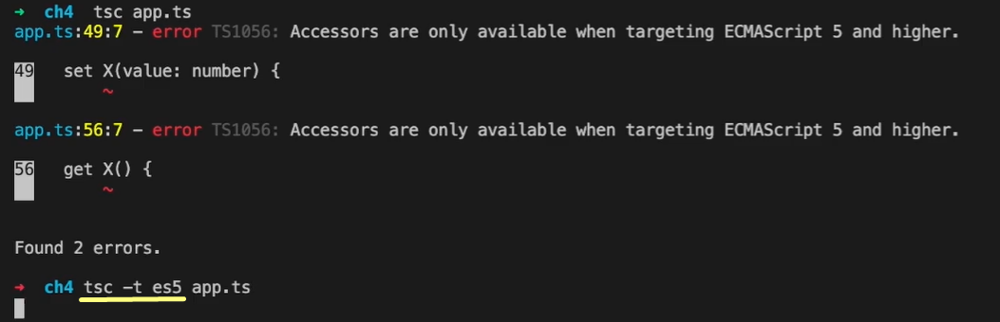 → ch4 tsc app.ts
app.ts:49:7 - error TS1056: Accessors are only available when targeting ECMAScript 5 and higher.
49 set X(value: number) {
~
app.ts:56:7 - error TS1056: Accessors are only available when targeting ECMAScript 5 and higher.
56 get X() {
~
Found 2 errors.
→ ch4 tsc -t es5 app.ts